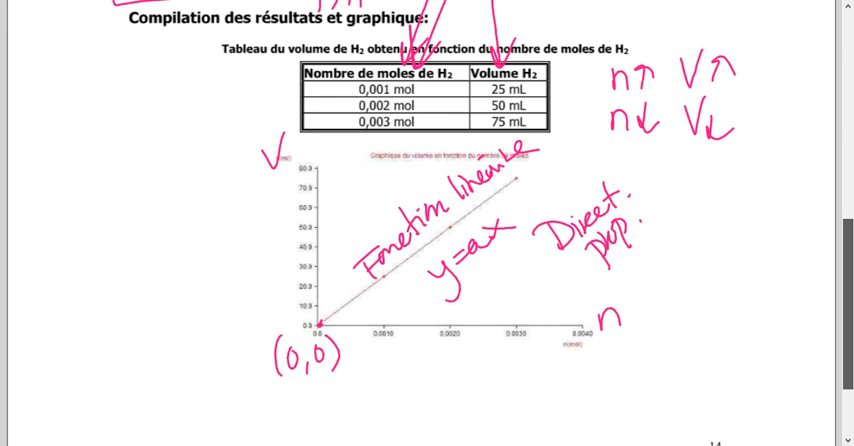 Compilation des résultats et graphique:
Tableau du volume de H₂ obtenu en fonction du nombre de moles de H₂
Nombre de moles de H₂ Volume H₂
0,001 mol 25 mL
0,002 mol 50 mL
0,003 mol 75 mL
n↑ V↑
n↓ V↓
V
Graphique du volume en fonction du nombre de moles
80.0
70.0
60.0
50.0
40.0
30.0
20.0
10.0
0.0
Fonction linéaire
y=ax
Direct.
prop.
0.0 0.0010 0.0020 0.0030 0.0040
n
n(mol)
(0,0)